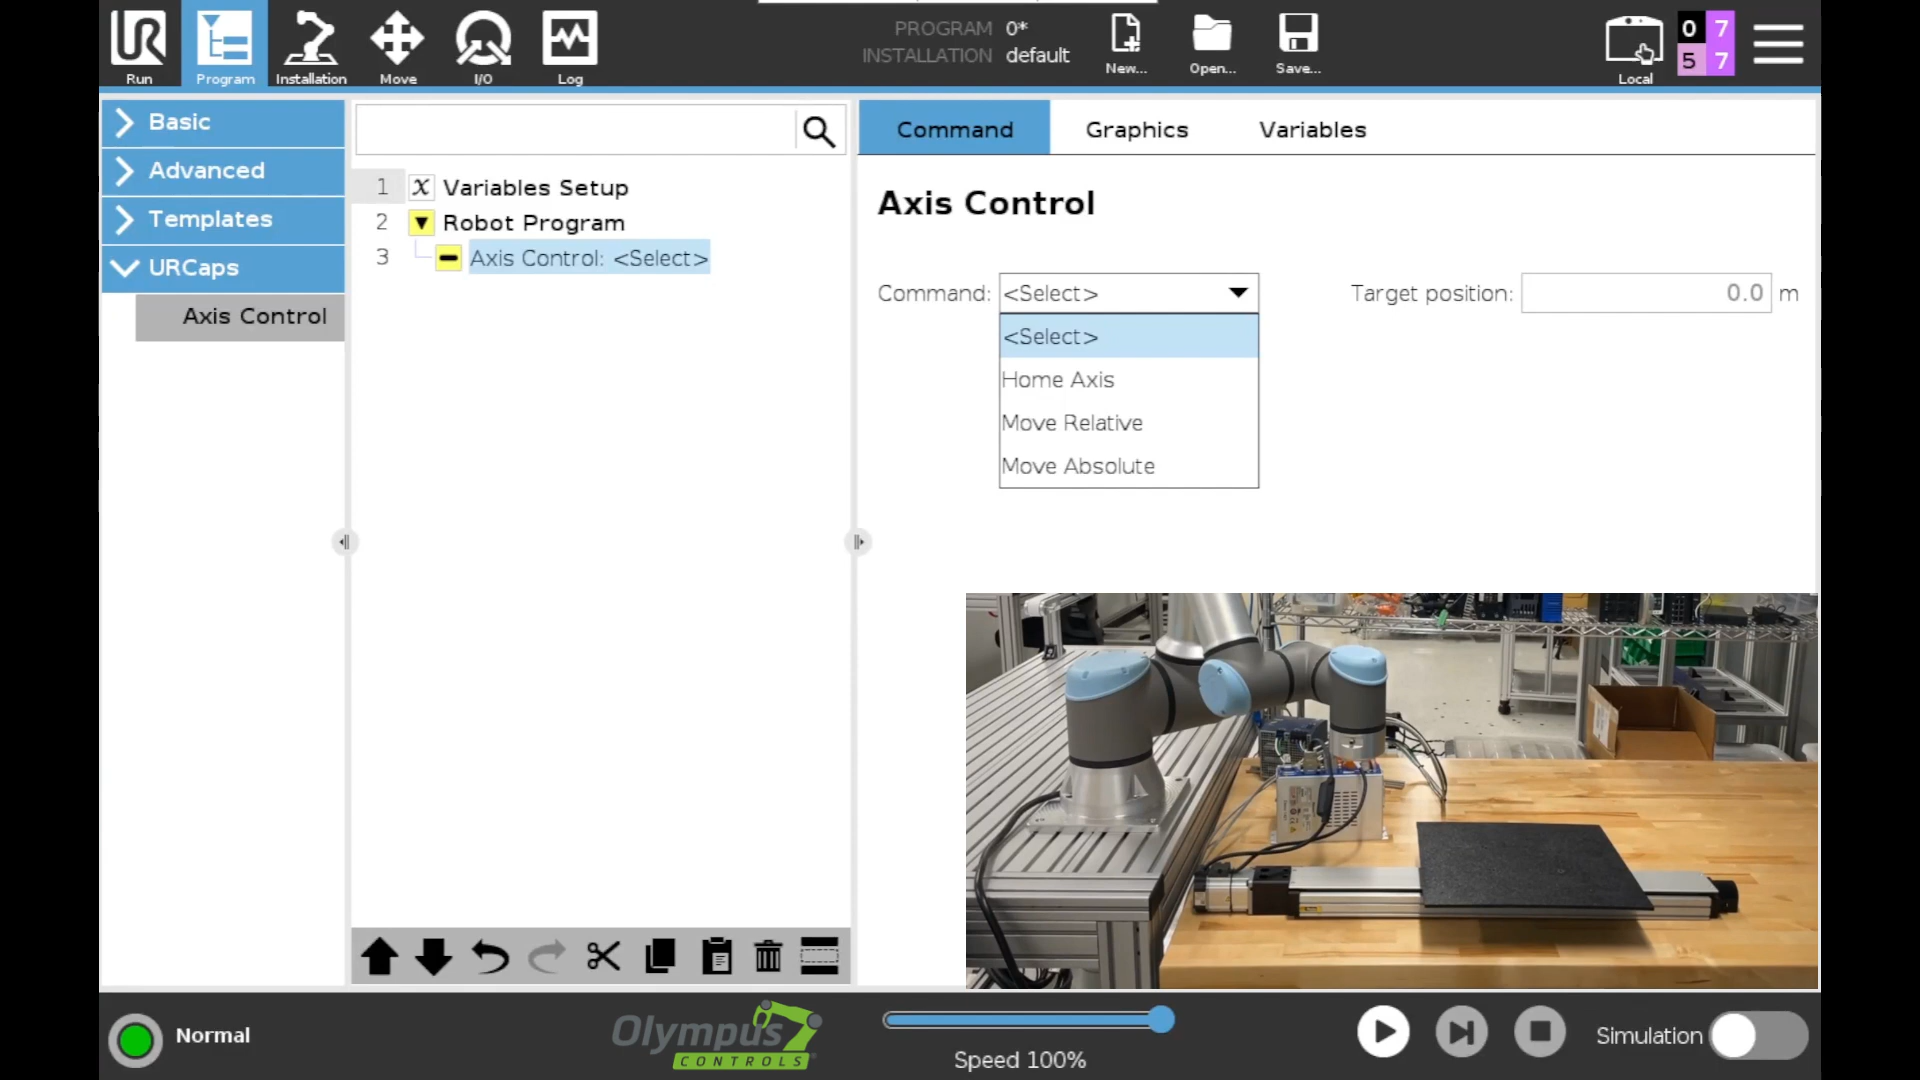 UR
PROGRAM 0*
INSTALLATION default
Run
Program
Installation
Move
I/O
Log
New...
Open...
Save...
Local
0 7
5 7
Basic
Advanced
Templates
URCaps
Axis Control
1 x Variables Setup
2 Robot Program
3 Axis Control: <Select>
Command
Graphics
Variables
Axis Control
Command: <Select>
Target position: 0.0 m
<Select>
Home Axis
Move Relative
Move Absolute
Normal
Olympus
CONTROLS
Speed 100%
Simulation